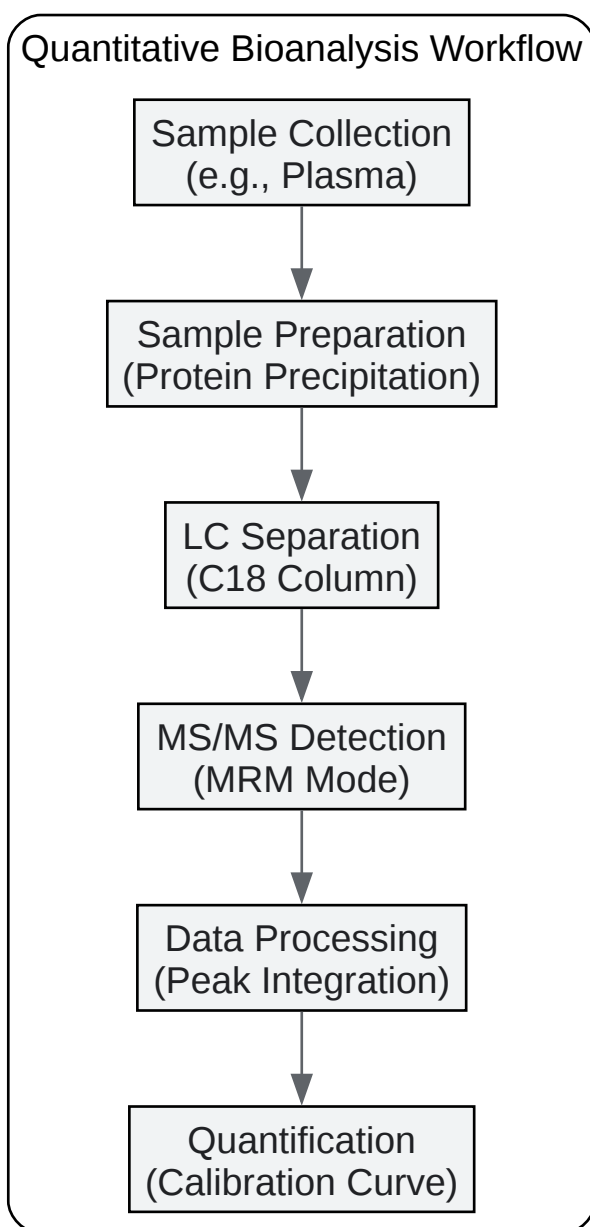 Quantitative Bioanalysis Workflow
Sample Collection
(e.g., Plasma)
Sample Preparation
(Protein Precipitation)
LC Separation
(C18 Column)
MS/MS Detection
(MRM Mode)
Data Processing
(Peak Integration)
Quantification
(Calibration Curve)